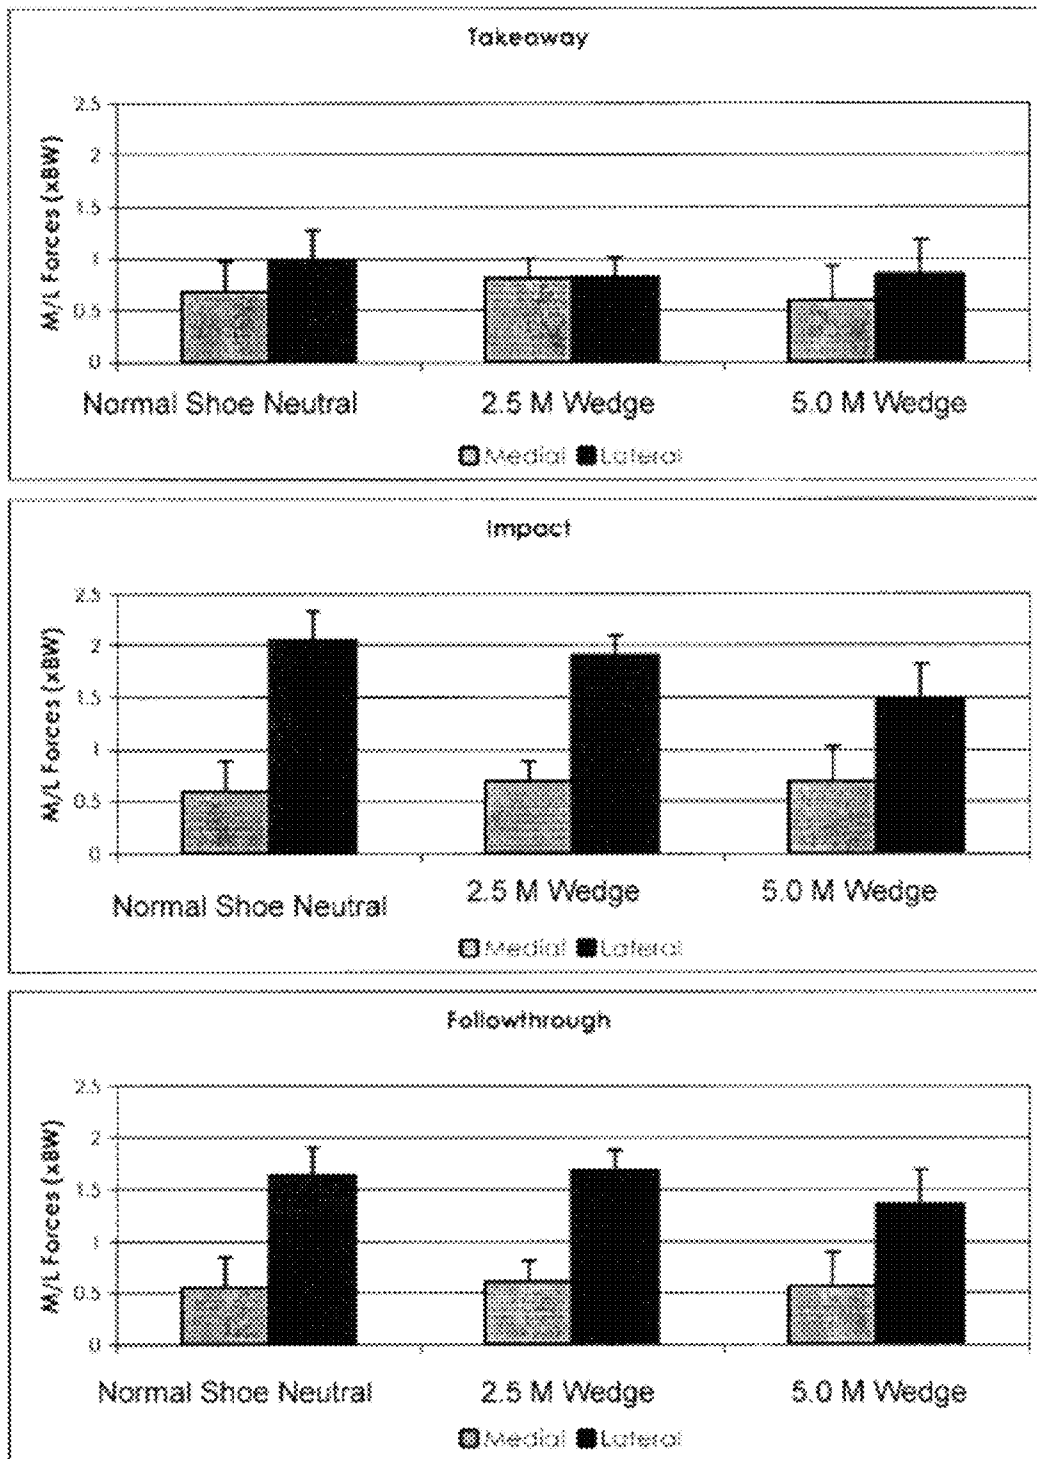 Takeaway
M/L Forces (xBW)
2.5
2
1.5
1
0.5
0
Normal Shoe Neutral 2.5 M Wedge 5.0 M Wedge
Medial Lateral
Impact
M/L Forces (xBW)
2.5
2
1.5
1
0.5
0
Normal Shoe Neutral 2.5 M Wedge 5.0 M Wedge
Medial Lateral
Followthrough
M/L Forces (xBW)
2.5
2
1.5
1
0.5
0
Normal Shoe Neutral 2.5 M Wedge 5.0 M Wedge
Medial Lateral